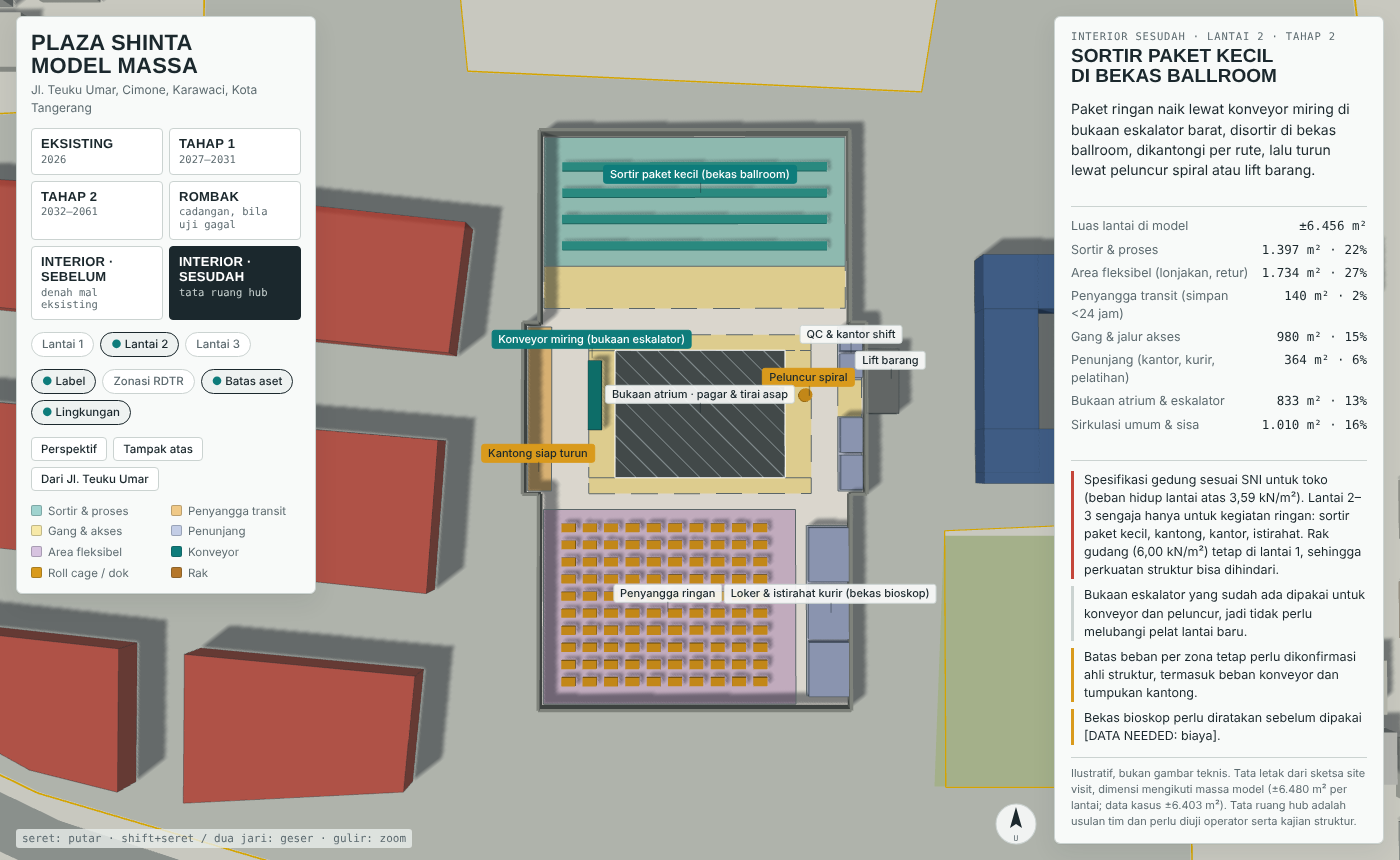 PLAZA SHINTA
MODEL MASSA
Jl. Teuku Umar, Cimone, Karawaci, Kota
Tangerang
EKSISTING
2026
TAHAP 1
2027–2031
TAHAP 2
2032–2061
ROMBAK
cadangan, bila
uji gagal
INTERIOR ·
SEBELUM
denah mal
eksisting
INTERIOR ·
SESUDAH
tata ruang hub
Lantai 1
Lantai 2
Lantai 3
Label
Zonasi RDTR
Batas aset
Lingkungan
Perspektif
Tampak atas
Dari Jl. Teuku Umar
Sortir & proses
Penyangga transit
Gang & akses
Penunjang
Area fleksibel
Konveyor
Roll cage / dok
Rak
Sortir paket kecil (bekas ballroom)
Konveyor miring (bukaan eskalator)
QC & kantor shift
Lift barang
Peluncur spiral
Bukaan atrium · pagar & tirai asap
Kantong siap turun
Penyangga ringan
Loker & istirahat kurir (bekas bioskop)
seret: putar · shift+seret / dua jari: geser · gulir: zoom
U
INTERIOR SESUDAH · LANTAI 2 · TAHAP 2
SORTIR PAKET KECIL
DI BEKAS BALLROOM
Paket ringan naik lewat konveyor miring di
bukaan eskalator barat, disortir di bekas
ballroom, dikantongi per rute, lalu turun
lewat peluncur spiral atau lift barang.
Luas lantai di model ±6.456 m²
Sortir & proses 1.397 m² · 22%
Area fleksibel (lonjakan, retur) 1.734 m² · 27%
Penyangga transit (simpan 140 m² · 2%
<24 jam)
Gang & jalur akses 980 m² · 15%
Penunjang (kantor, kurir, 364 m² · 6%
pelatihan)
Bukaan atrium & eskalator 833 m² · 13%
Sirkulasi umum & sisa 1.010 m² · 16%
Spesifikasi gedung sesuai SNI untuk toko
(beban hidup lantai atas 3,59 kN/m²). Lantai 2–
3 sengaja hanya untuk kegiatan ringan: sortir
paket kecil, kantong, kantor, istirahat. Rak
gudang (6,00 kN/m²) tetap di lantai 1, sehingga
perkuatan struktur bisa dihindari.
Bukaan eskalator yang sudah ada dipakai untuk
konveyor dan peluncur, jadi tidak perlu
melubangi pelat lantai baru.
Batas beban per zona tetap perlu dikonfirmasi
ahli struktur, termasuk beban konveyor dan
tumpukan kantong.
Bekas bioskop perlu diratakan sebelum dipakai
[DATA NEEDED: biaya].
Ilustratif, bukan gambar teknis. Tata letak dari sketsa site
visit, dimensi mengikuti massa model (±6.480 m² per
lantai; data kasus ±6.403 m²). Tata ruang hub adalah
usulan tim dan perlu diuji operator serta kajian struktur.